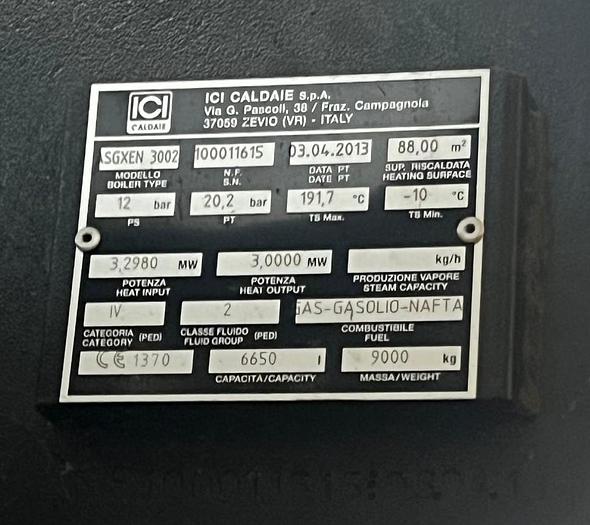 ICI
CALDAIE
ICI CALDAIE S.p.A.
Via G. Pascoli, 38 / Fraz. Campagnola
37059 ZEVIO (VR) - ITALY
ASGXEN 3002 100011615 03.04.2013 88,00 m²
MODELLO N.F. DATA PT SUP. RISCALDATA
BOILER TYPE S.N. DATE PT HEATING SURFACE
12 bar 20,2 bar 191,7 °C -10 °C
PS PT TS Max. TS Min.
3,2980 MW 3,0000 MW kg/h
POTENZA POTENZA PRODUZIONE VAPORE
HEAT INPUT HEAT OUTPUT STEAM CAPACITY
IV 2 GAS-GASOLIO-NAFTA
CATEGORIA CLASSE FLUIDO COMBUSTIBILE
CATEGORY (PED) FLUID GROUP (PED) FUEL
CE 1370 6650 l 9000 kg
CAPACITA/CAPACITY MASSA/WEIGHT